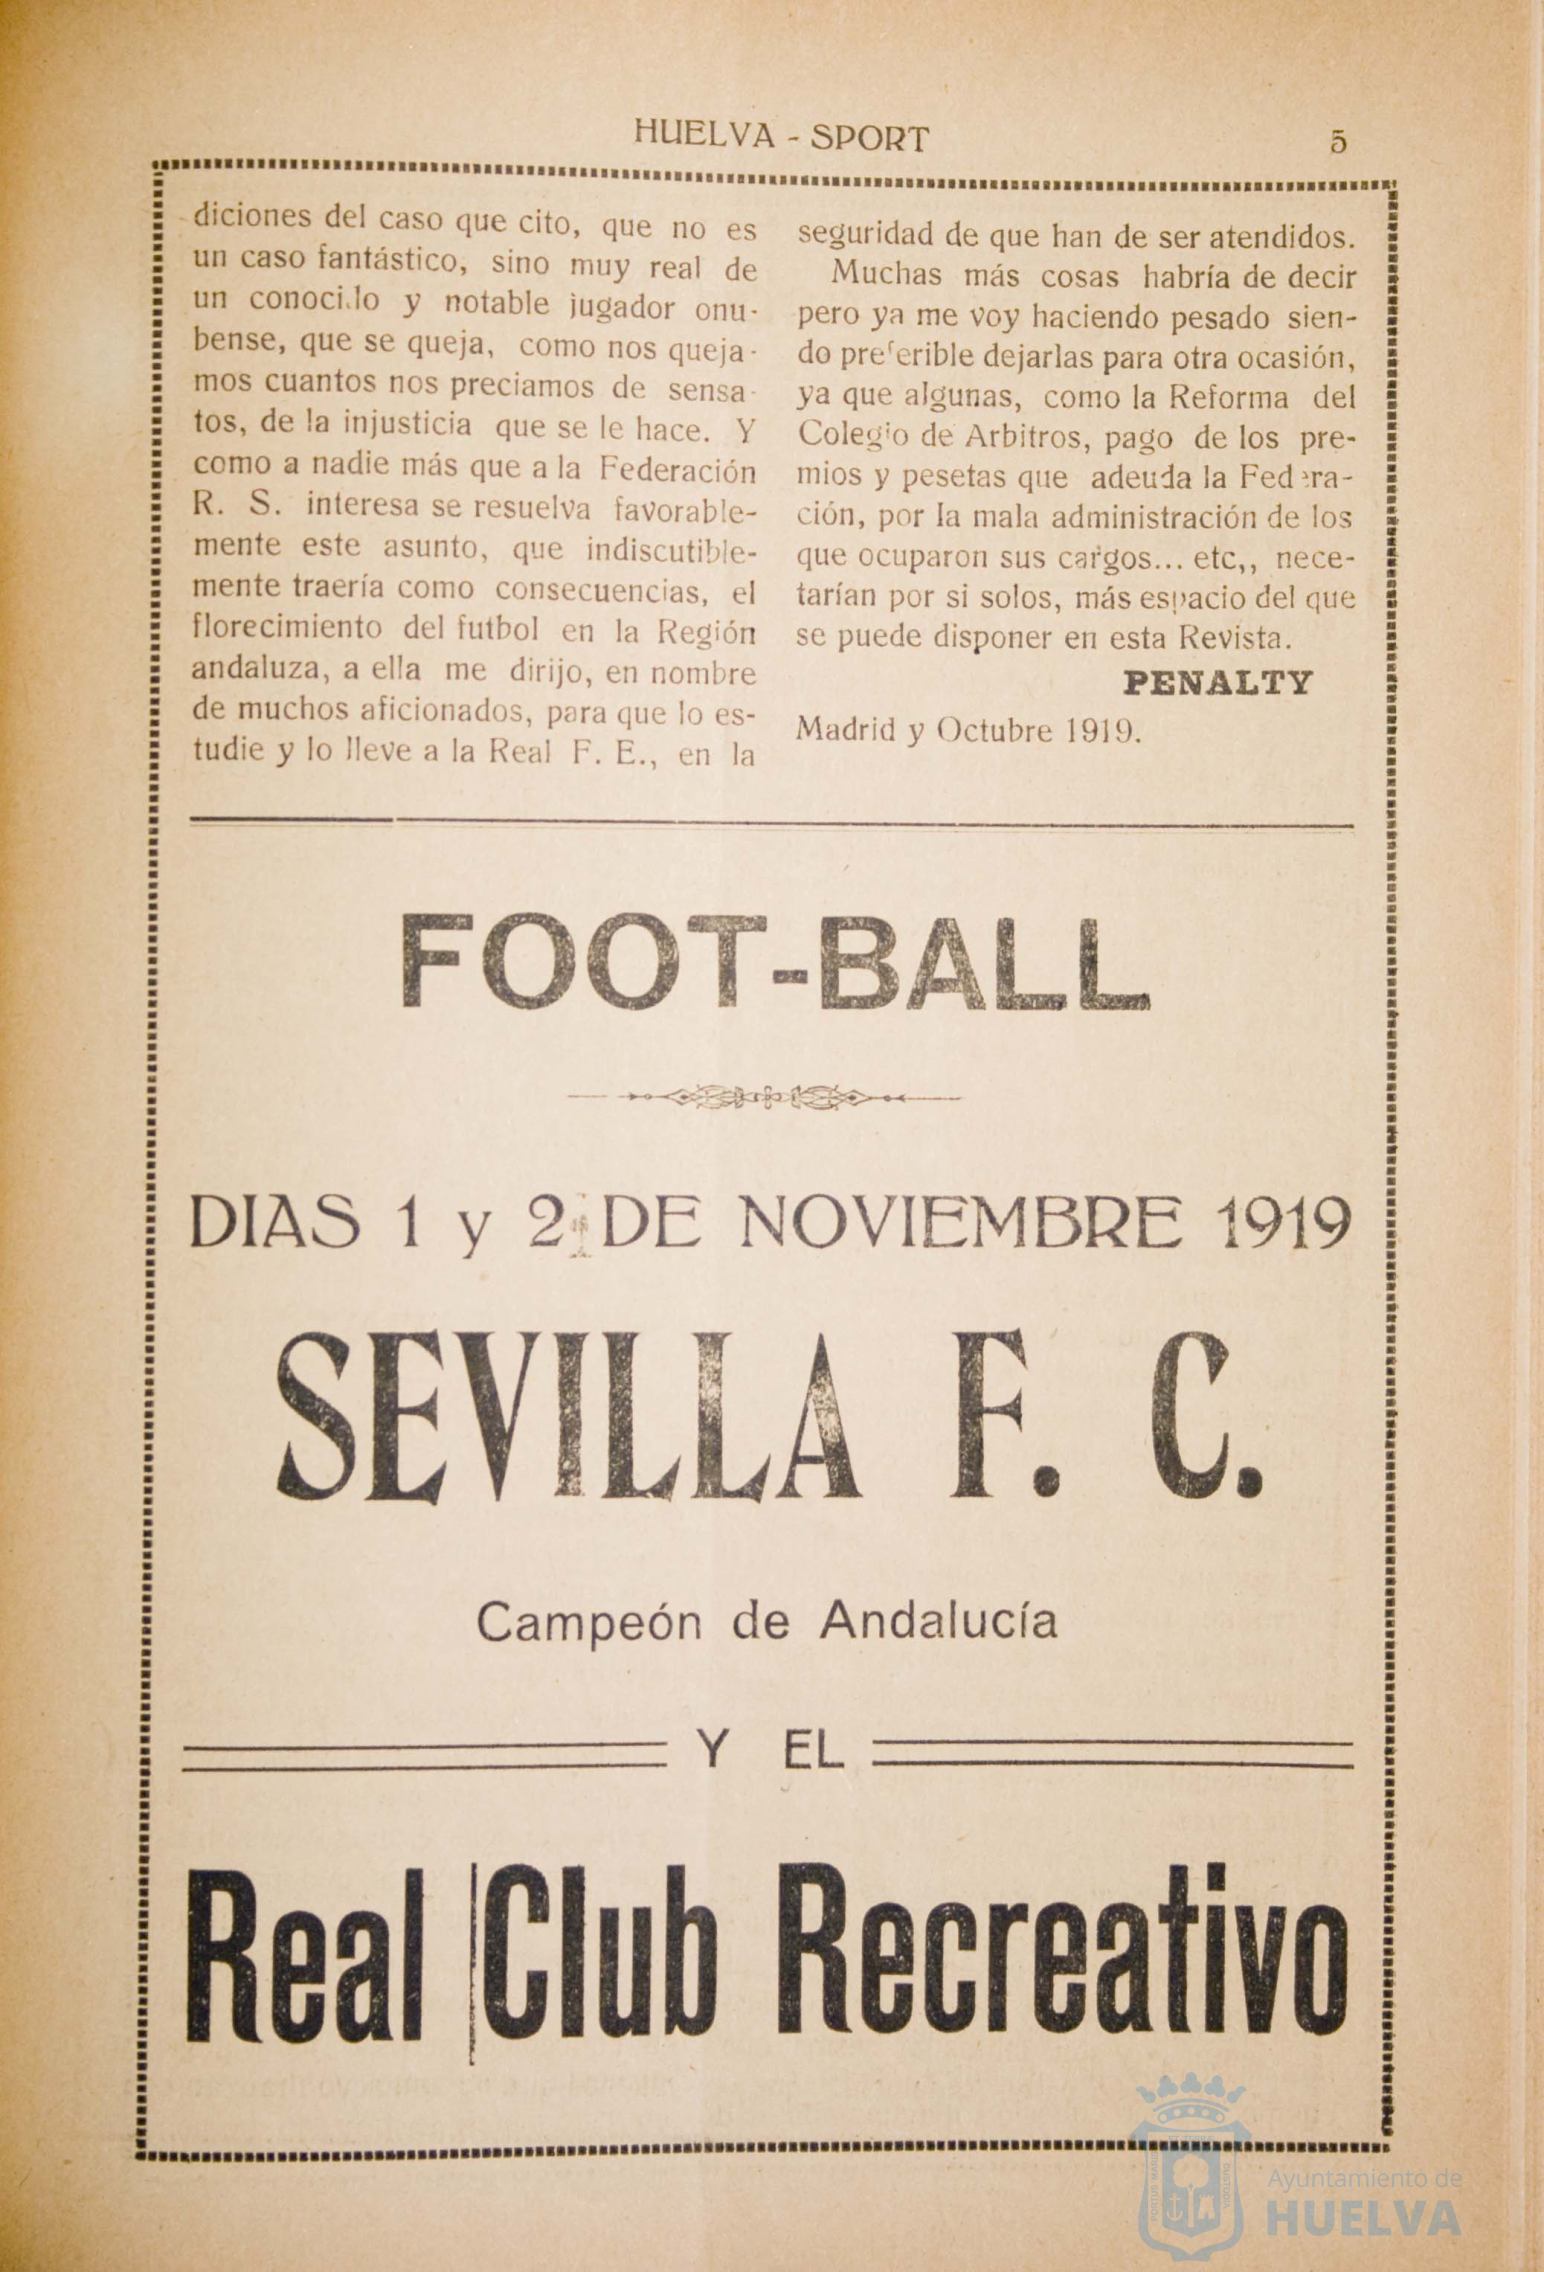 HUELVA - SPORT
5
diciones del caso que cito, que no es
un caso fantástico, sino muy real de
un conocido y notable jugador onu-
bense, que se queja, como nos queja-
mos cuantos nos preciamos de sensa-
tos, de la injusticia que se le hace. Y
como a nadie más que a la Federación
R. S. interesa se resuelva favorable-
mente este asunto, que indiscutible-
mente traería como consecuencias, el
florecimiento del futbol en la Región
andaluza, a ella me dirijo, en nombre
de muchos aficionados, para que lo es-
tudie y lo lleve a la Real F. E., en la
seguridad de que han de ser atendidos.
Muchas más cosas habría de decir
pero ya me voy haciendo pesado sien-
do preferible dejarlas para otra ocasión,
ya que algunas, como la Reforma del
Colegio de Arbitros, pago de los pre-
mios y pesetas que adeuda la Federa-
ción, por la mala administración de los
que ocuparon sus cargos... etc,, nece-
tarían por si solos, más espacio del que
se puede disponer en esta Revista.
PENALTY
Madrid y Octubre 1919.
FOOT-BALL
DIAS 1 y 2 DE NOVIEMBRE 1919
SEVILLA F. C.
Campeón de Andalucía
Y EL
Real Club Recreativo
Ayuntamiento de
HUELVA